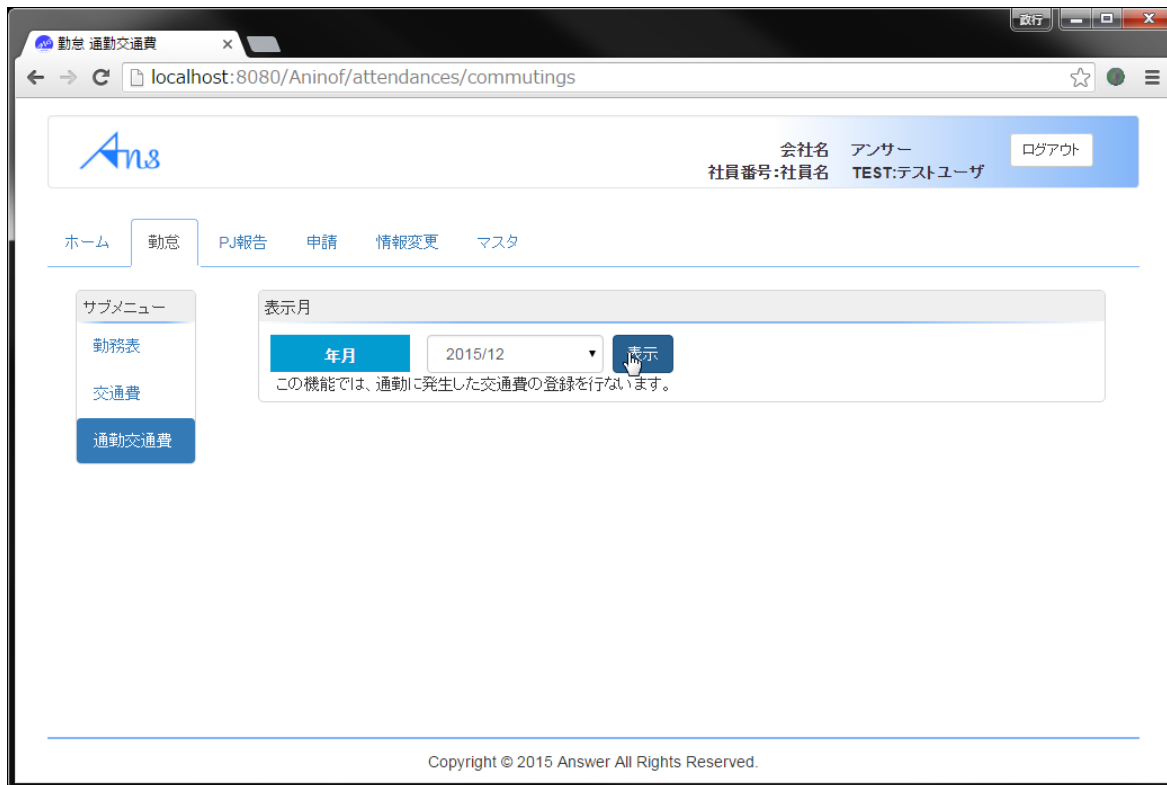 政行
勤怠 通勤交通費
localhost:8080/Aninof/attendances/commutings
Ans
会社名 アンサー
社員番号:社員名 TEST:テストユーザ
ログアウト
ホーム 勤怠 PJ報告 申請 情報変更 マスタ
サブメニュー
勤務表
交通費
通勤交通費
表示月
年月 2015/12 表示
この機能では、通勤に発生した交通費の登録を行ないます。
Copyright © 2015 Answer All Rights Reserved.